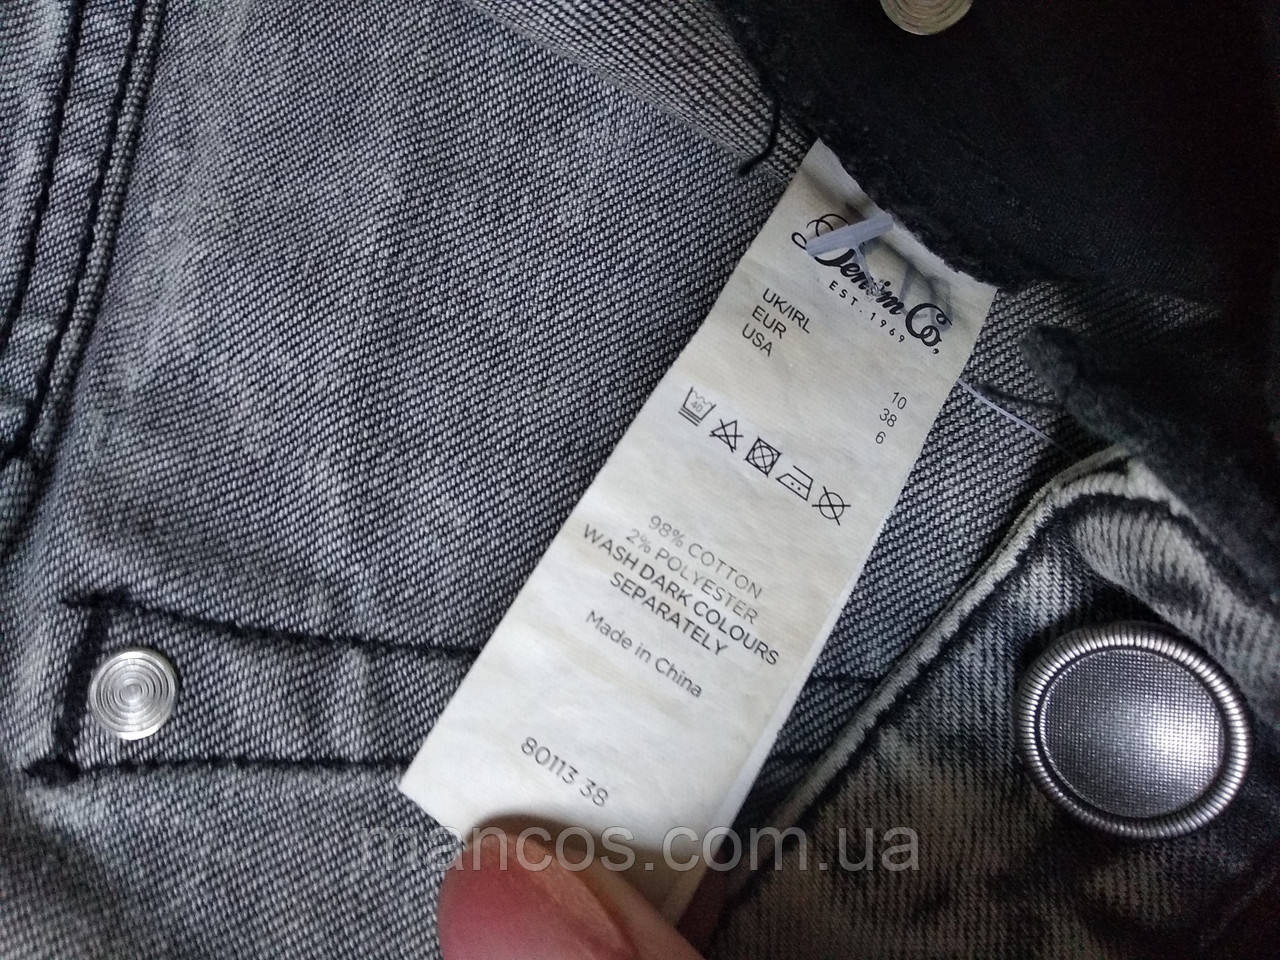 Denim Co.
EST. 1969
UK/IRL 10
EUR 38
USA 6
40
98% COTTON
2% POLYESTER
WASH DARK COLOURS
SEPARATELY
Made in China
80113 38
mancos.com.ua